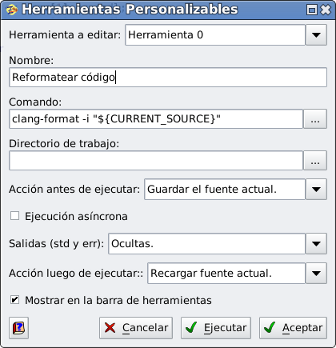 Herramientas Personalizables
Herramienta a editar: Herramienta 0
Nombre:
Reformatear código
Comando:
clang-format -i "${CURRENT_SOURCE}" ...
Directorio de trabajo:
...
Acción antes de ejecutar: Guardar el fuente actual.
Ejecución asíncrona
Salidas (std y err): Ocultas.
Acción luego de ejecutar:: Recargar fuente actual.
Mostrar en la barra de herramientas
? Cancelar Ejecutar Aceptar